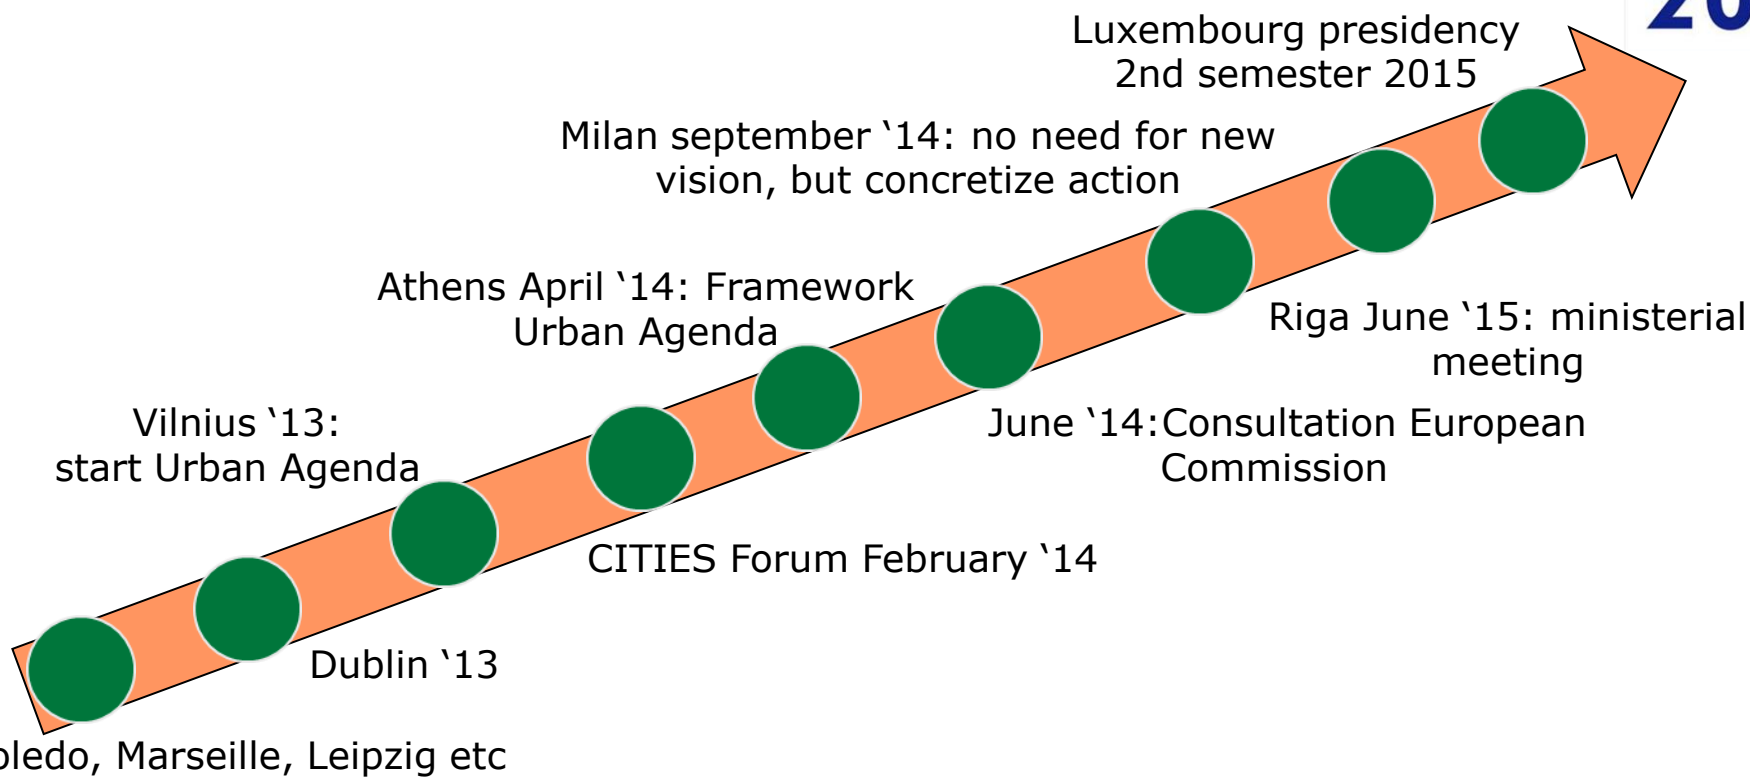 20
Luxembourg presidency
2nd semester 2015
Milan september ‘14: no need for new
vision, but concretize action
Athens April ‘14: Framework
Urban Agenda
Riga June ‘15: ministerial
meeting
Vilnius ‘13:
start Urban Agenda
June ‘14:Consultation European
Commission
CITIES Forum February ‘14
Dublin ‘13
Marseille, Leipzig etc